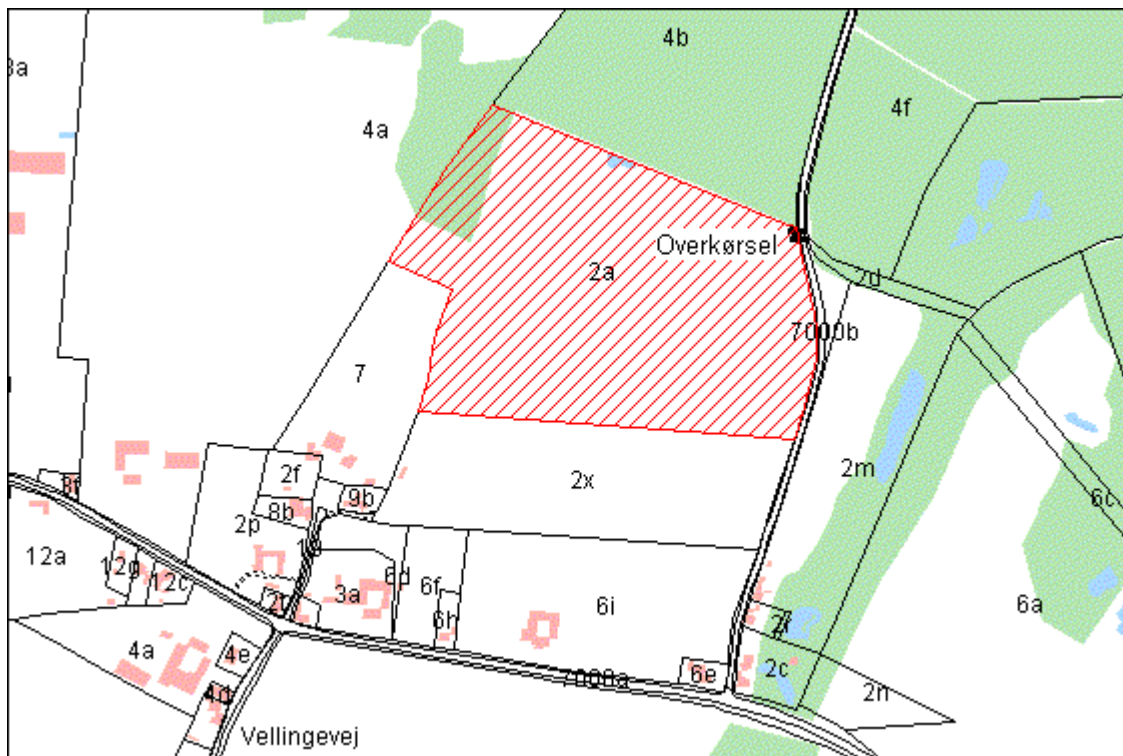 4b
3a
4f
4a
Overkørsel
2a
2d
7000b
7
2f
2x
2m
8f
9b
6c
8b
2p
12a
12g
12c
6d
6f
3a
6h
6i
6a
4a
4e
2c
6e
4d
2n
Vellingevej